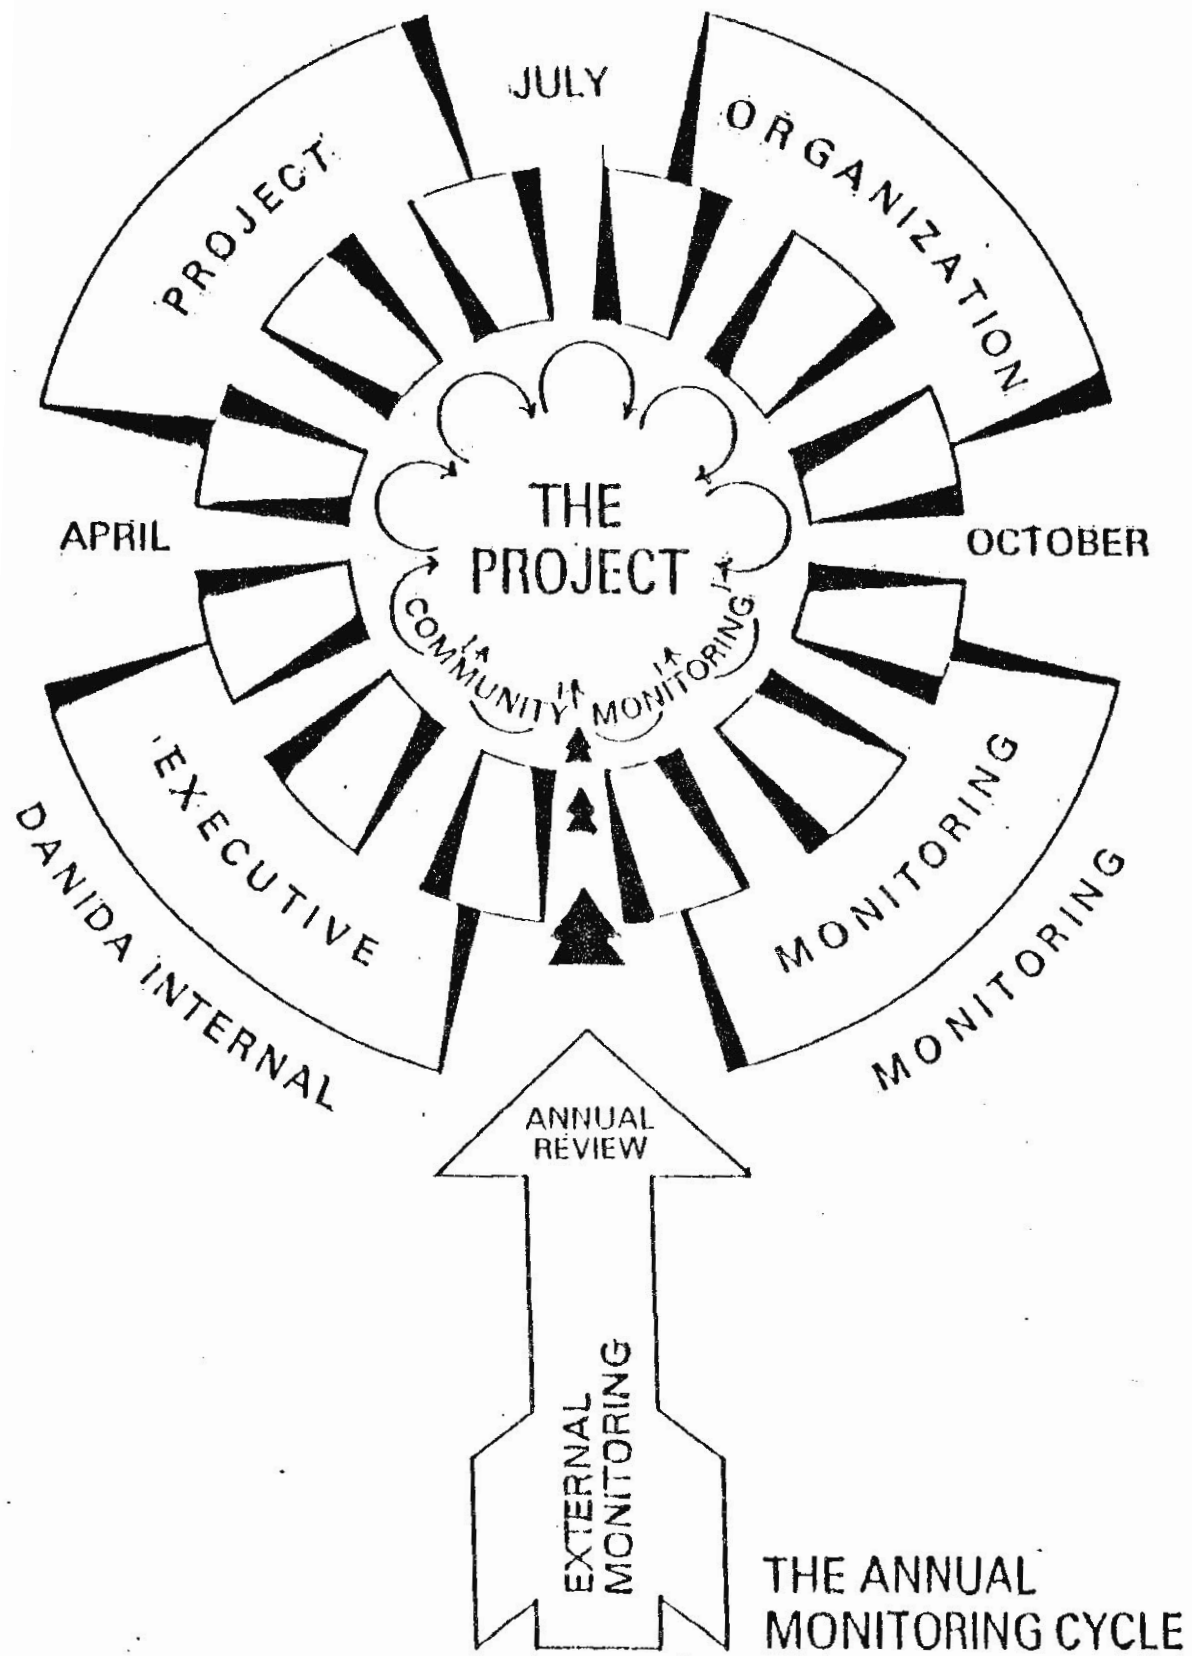 JULY
PROJECT
ORGANIZATION
THE
PROJECT
APRIL
OCTOBER
COMMUNITY MONITORING
EXECUTIVE
MONITORING
DANIDA INTERNAL
MONITORING
ANNUAL
REVIEW
EXTERNAL
MONITORING
THE ANNUAL
MONITORING CYCLE